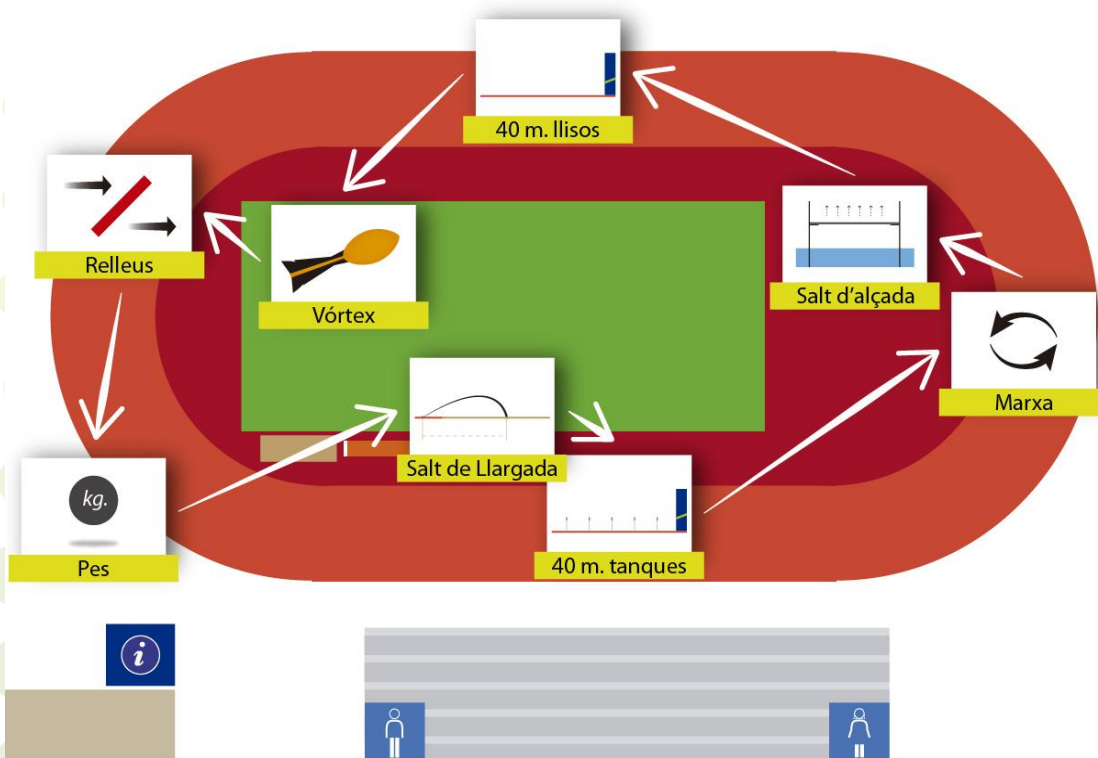 40 m. llisos
Relleus
Vórtex
Salt d'alçada
Marxa
Salt de Llargada
kg.
Pes
40 m. tanques
i